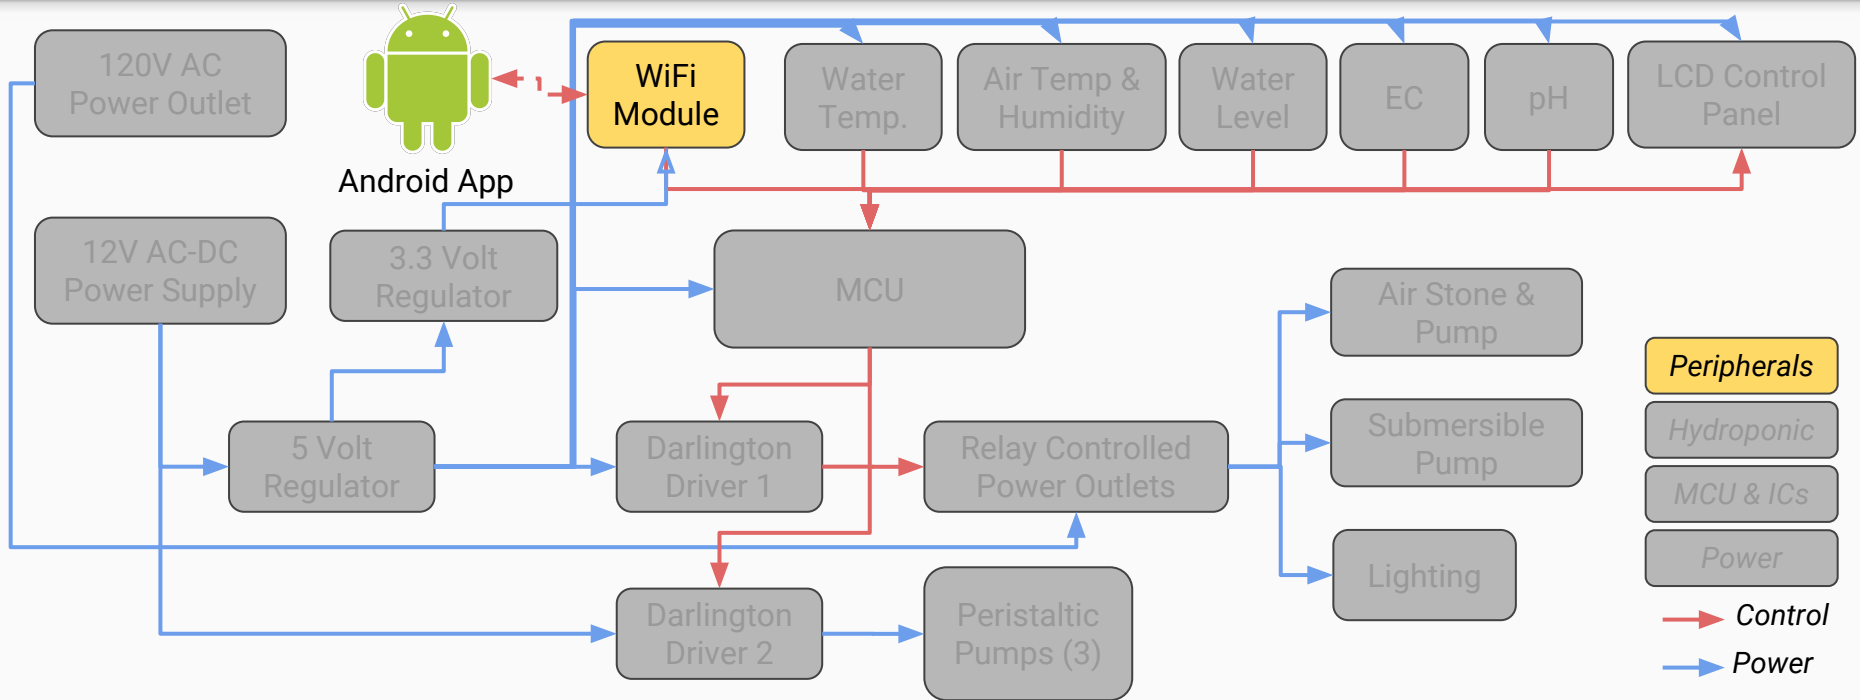 120V AC
Power Outlet
Android App
WiFi
Module
Water
Temp.
Air Temp &
Humidity
Water
Level
EC
pH
LCD Control
Panel
12V AC-DC
Power Supply
3.3 Volt
Regulator
MCU
Air Stone &
Pump
Peripherals
5 Volt
Regulator
Darlington
Driver 1
Relay Controlled
Power Outlets
Submersible
Pump
Hydroponic
MCU & ICs
Power
Darlington
Driver 2
Peristaltic
Pumps (3)
Lighting
Control
Power